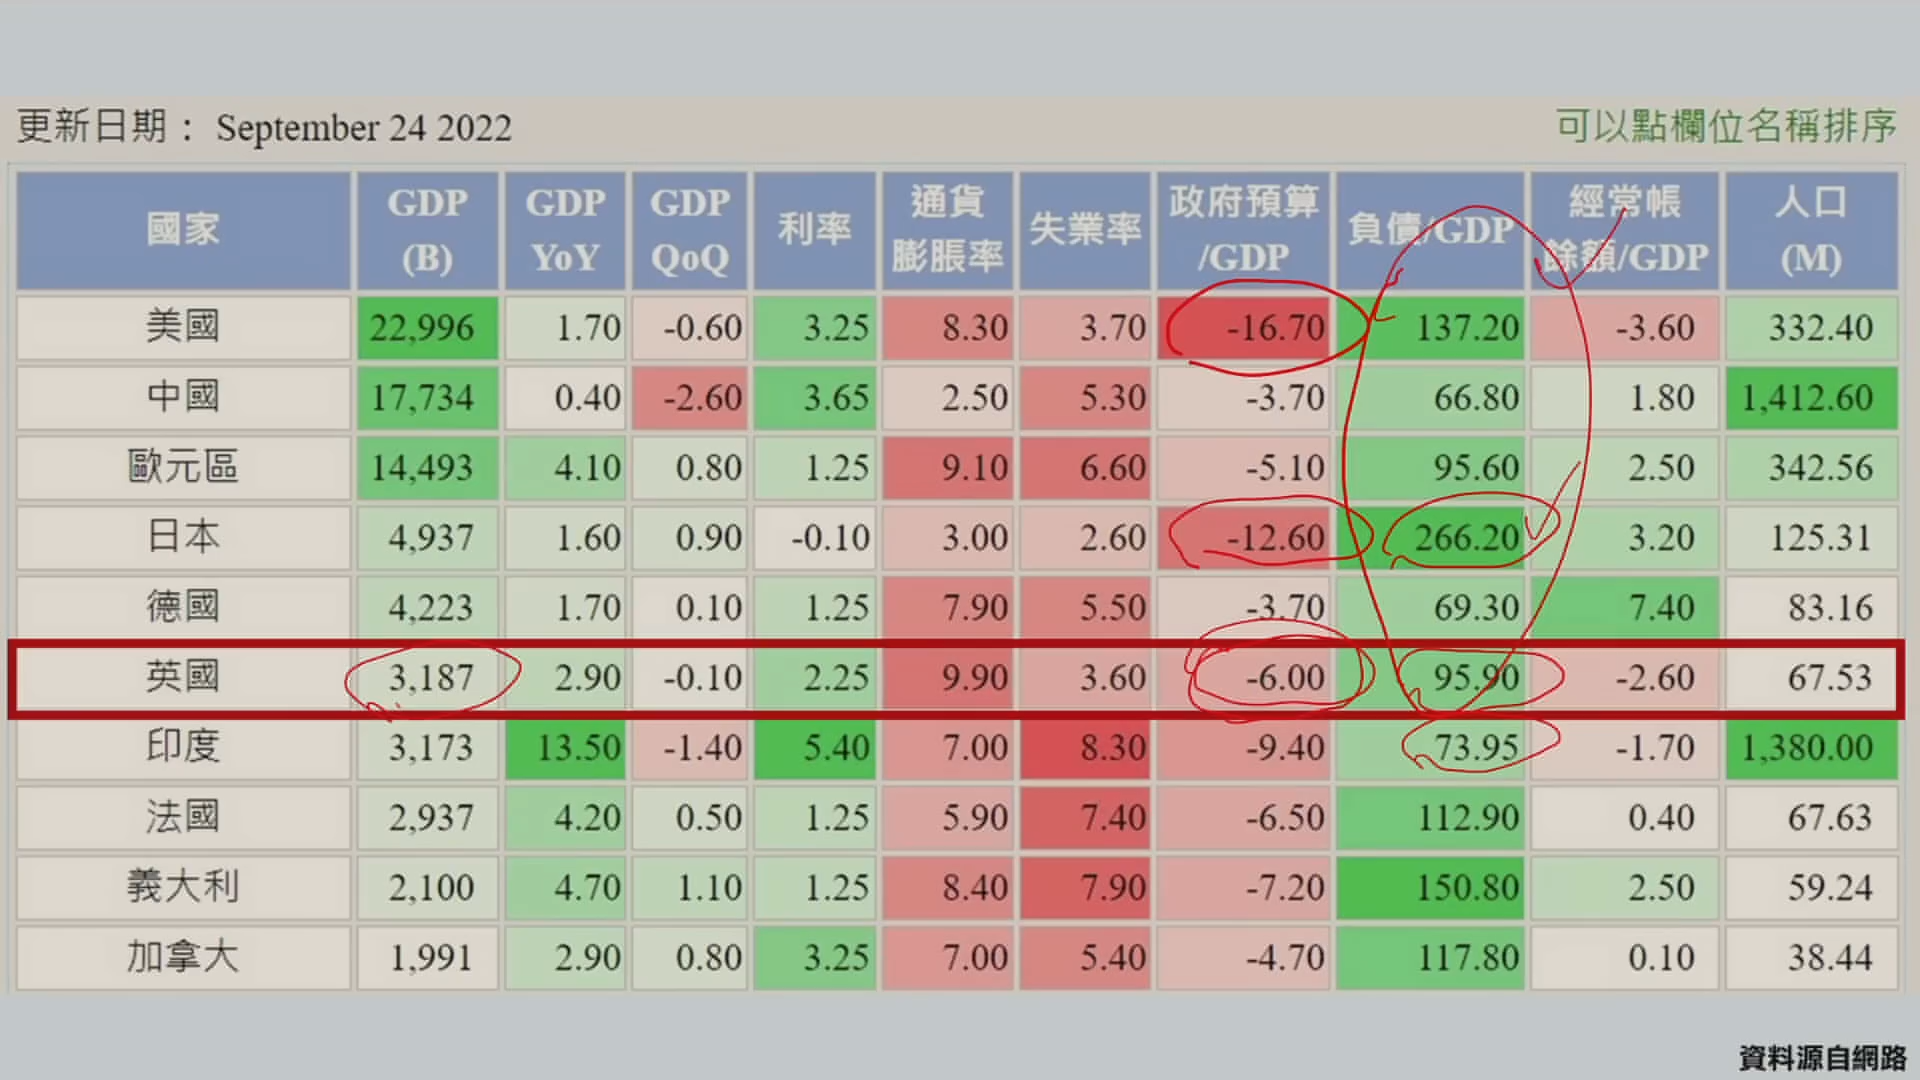 更新日期： September 24 2022
可以點欄位名稱排序
國家 GDP (B) GDP YoY GDP QoQ 利率 通貨膨脹率 失業率 政府預算/GDP 負債/GDP 經常帳餘額/GDP 人口 (M)
美國 22,996 1.70 -0.60 3.25 8.30 3.70 -16.70 137.20 -3.60 332.40
中國 17,734 0.40 -2.60 3.65 2.50 5.30 -3.70 66.80 1.80 1,412.60
歐元區 14,493 4.10 0.80 1.25 9.10 6.60 -5.10 95.60 2.50 342.56
日本 4,937 1.60 0.90 -0.10 3.00 2.60 -12.60 266.20 3.20 125.31
德國 4,223 1.70 0.10 1.25 7.90 5.50 -3.70 69.30 7.40 83.16
英國 3,187 2.90 -0.10 2.25 9.90 3.60 -6.00 95.90 -2.60 67.53
印度 3,173 13.50 -1.40 5.40 7.00 8.30 -9.40 73.95 -1.70 1,380.00
法國 2,937 4.20 0.50 1.25 5.90 7.40 -6.50 112.90 0.40 67.63
義大利 2,100 4.70 1.10 1.25 8.40 7.90 -7.20 150.80 2.50 59.24
加拿大 1,991 2.90 0.80 3.25 7.00 5.40 -4.70 117.80 0.10 38.44
資料源自網路